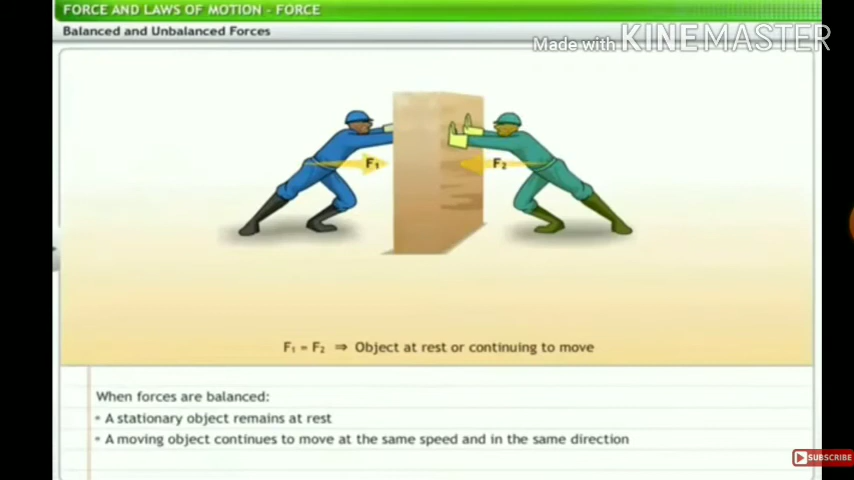 FORCE AND LAWS OF MOTION - FORCE
Balanced and Unbalanced Forces
Made with KINEMASTER
F₁
F₂
F₁ = F₂ ⇒ Object at rest or continuing to move
When forces are balanced:
• A stationary object remains at rest
• A moving object continues to move at the same speed and in the same direction
SUBSCRIBE